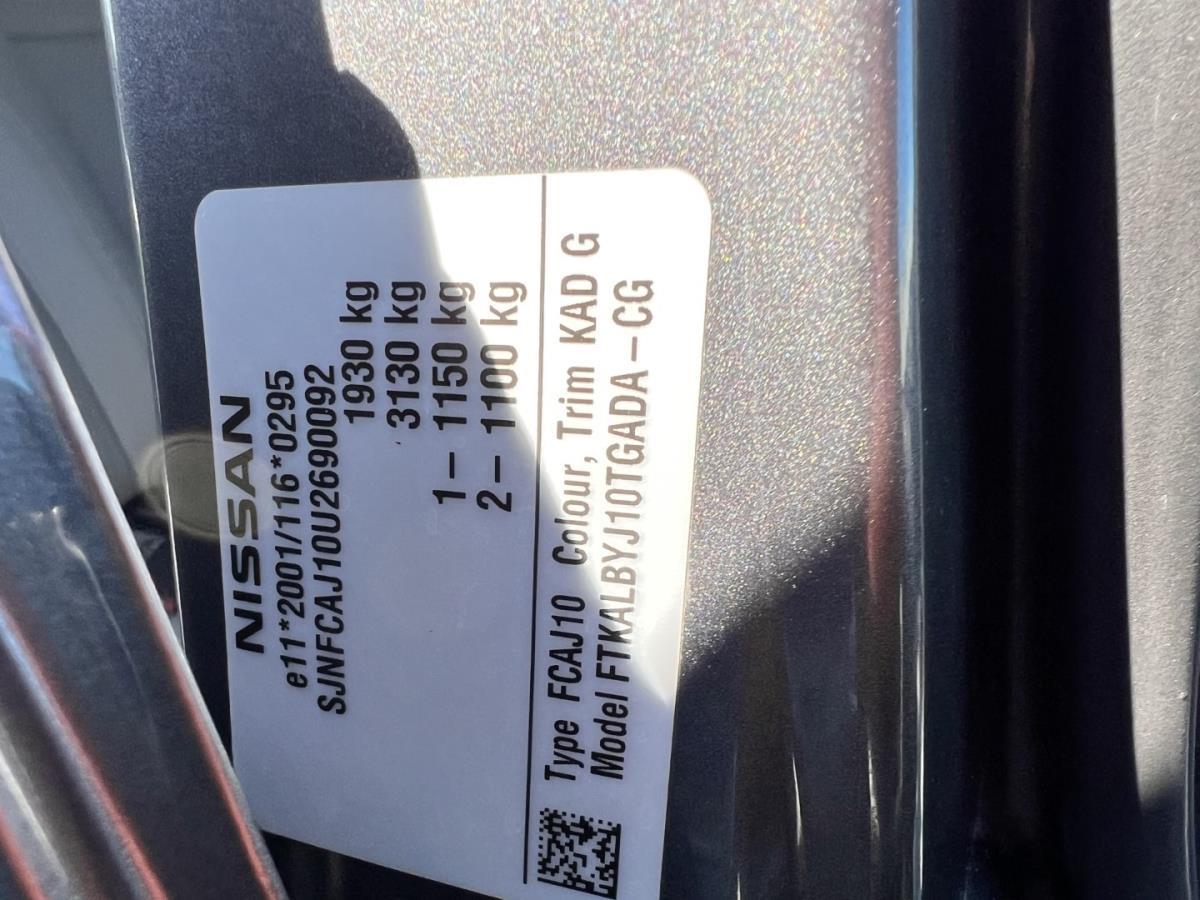 NISSAN
e11*2001/116*0295
SJNFCAJ10U2690092
1930 kg
3130 kg
1– 1150 kg
2– 1100 kg
Type FCAJ10 Colour, Trim KAD G
Model FTKALBYJ10TGADA–CG